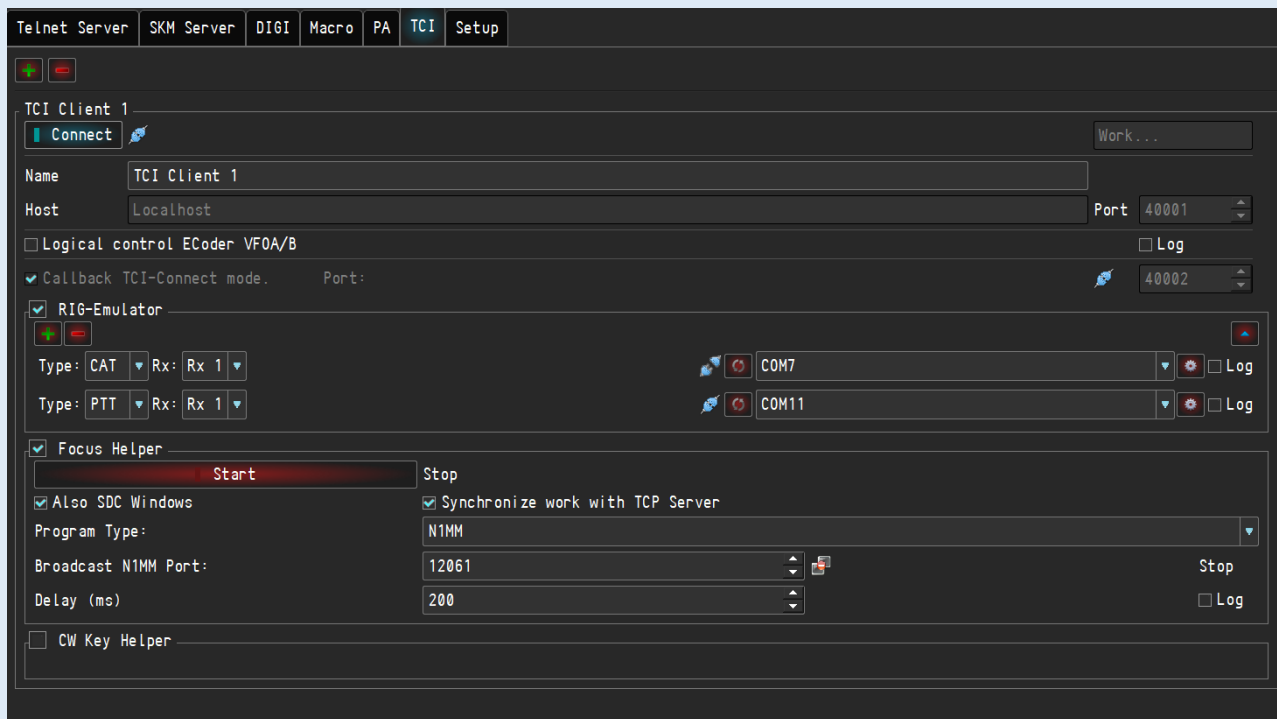 Telnet Server SKM Server DIGI Macro PA TCI Setup
TCI Client 1
Connect Work...
Name TCI Client 1
Host Localhost Port 40001
Logical control ECoder VFOA/B Log
Callback TCI-Connect mode. Port: 40002
RIG-Emulator
Type: CAT Rx: Rx 1 COM7 Log
Type: PTT Rx: Rx 1 COM11 Log
Focus Helper
Start Stop
Also SDC Windows Synchronize work with TCP Server
Program Type: N1MM
Broadcast N1MM Port: 12061 Stop
Delay (ms) 200 Log
CW Key Helper